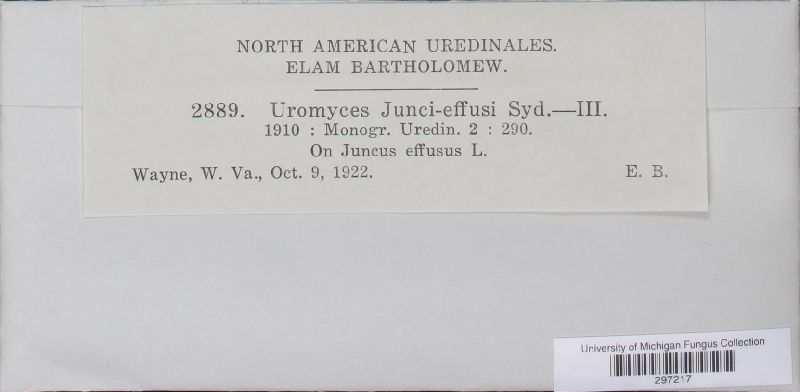 NORTH AMERICAN UREDINALES.
ELAM BARTHOLOMEW.
2889. Uromyces Junci-effusi Syd.—III.
1910 : Monogr. Uredin. 2 : 290.
On Juncus effusus L.
Wayne, W. Va., Oct. 9, 1922. E. B.
University of Michigan Fungus Collection
297217